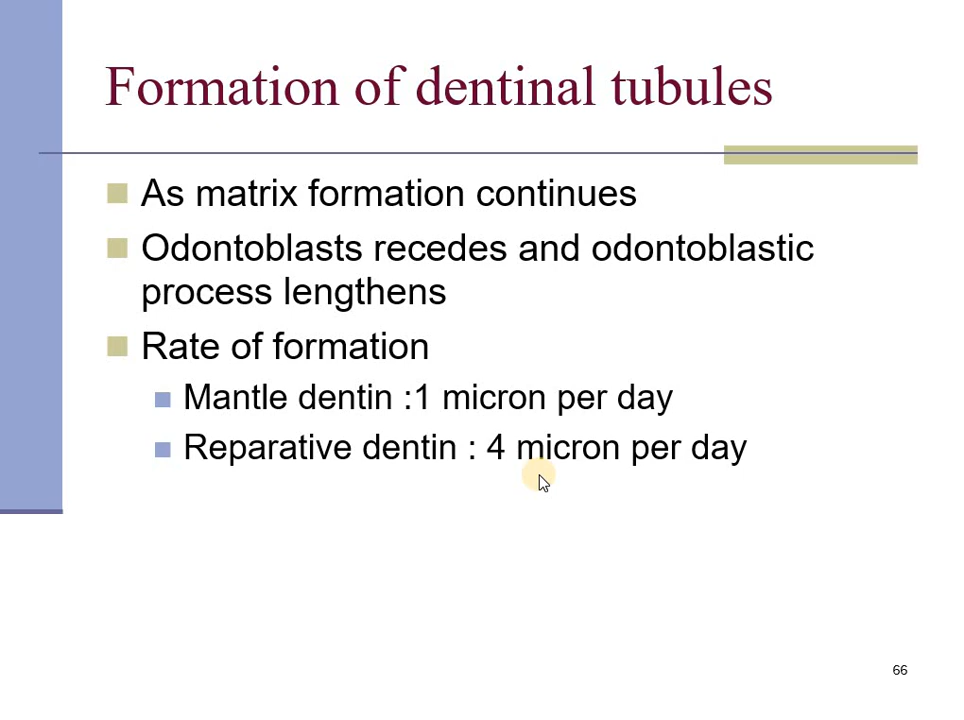 Formation of dentinal tubules
As matrix formation continues
Odontoblasts recedes and odontoblastic
process lengthens
Rate of formation
Mantle dentin :1 micron per day
Reparative dentin : 4 micron per day
66